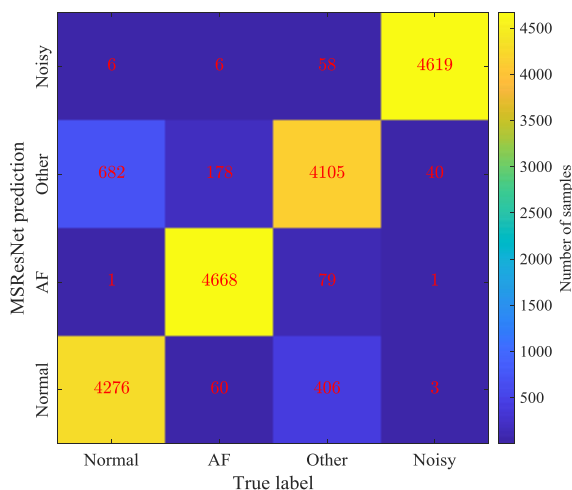 Noisy 6 6 58 4619
Other 682 178 4105 40
AF 1 4668 79 1
Normal 4276 60 406 3
Normal AF Other Noisy
True label
MSResNet prediction
4500
4000
3500
3000
2500
2000
1500
1000
500
Number of samples